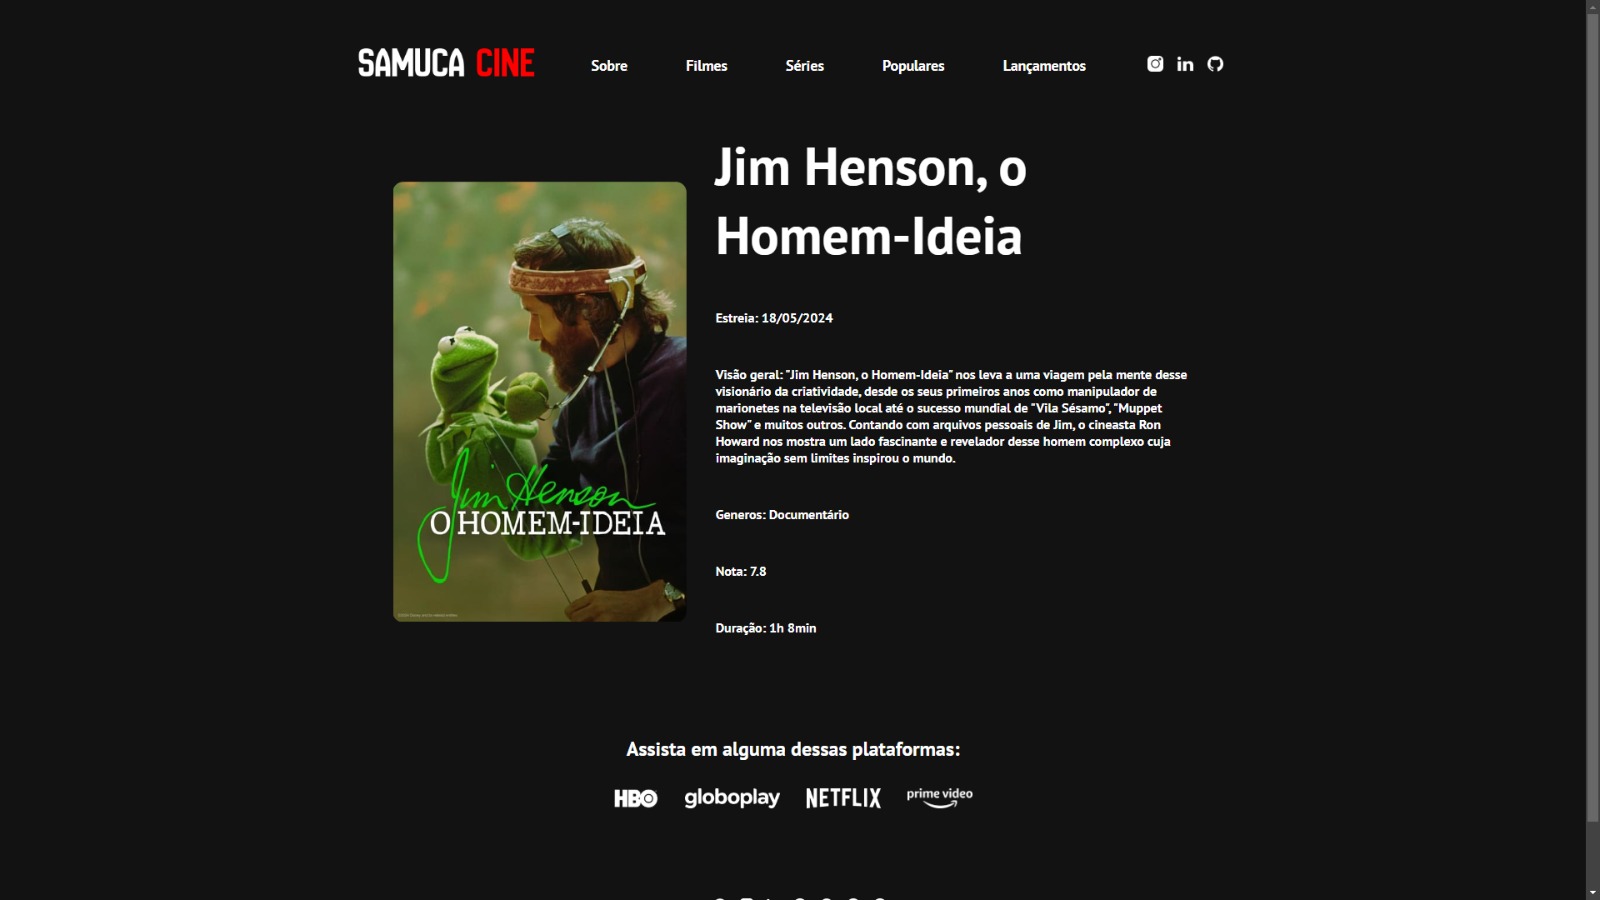 SAMUCA CINE
Sobre
Filmes
Séries
Populares
Lançamentos
Jim Henson, o
Homem-Ideia
Jim Henson
O HOMEM-IDEIA
Estreia: 18/05/2024
Visão geral: "Jim Henson, o Homem-Ideia" nos leva a uma viagem pela mente desse
visionário da criatividade, desde os seus primeiros anos como manipulador de
marionetes na televisão local até o sucesso mundial de "Vila Sésamo", "Muppet
Show" e muitos outros. Contando com arquivos pessoais de Jim, o cineasta Ron
Howard nos mostra um lado fascinante e revelador desse homem complexo cuja
imaginação sem limites inspirou o mundo.
Generos: Documentário
Nota: 7.8
Duração: 1h 8min
Assista em alguma dessas plataformas:
HBO
globoplay
NETFLIX
prime video